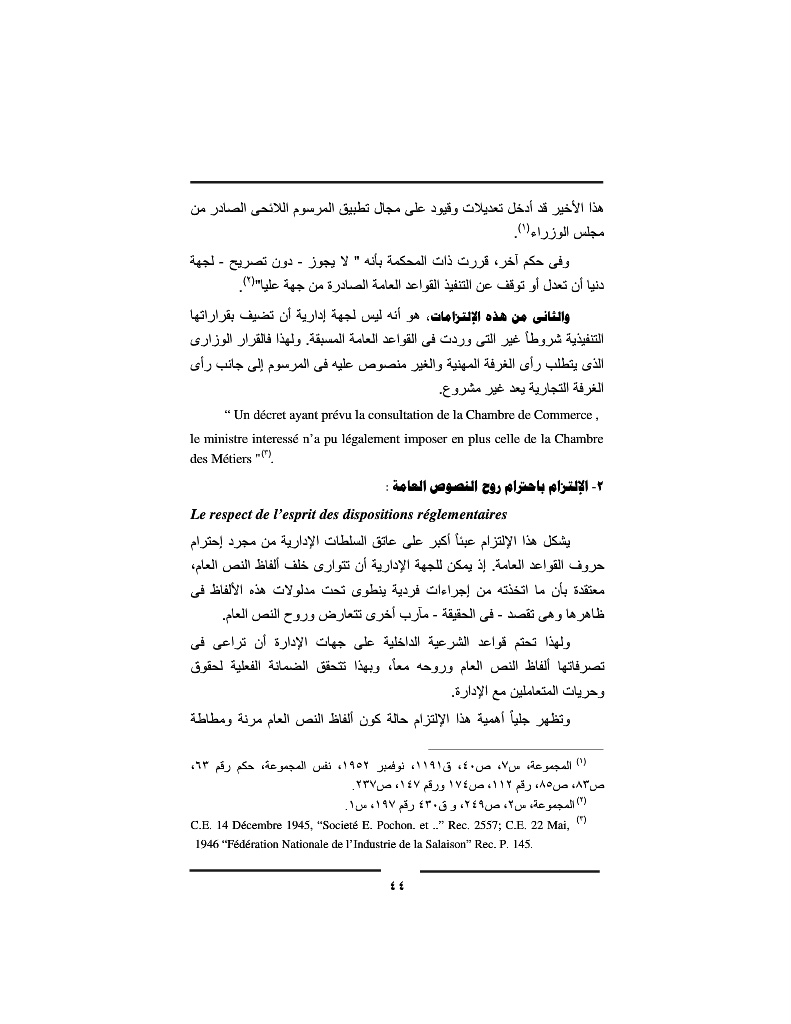 هذا الأخير قد أدخل تعديلات وقيود على مجال تطبيق المرسوم اللائحى الصادر من
مجلس الوزراء(١).
وفى حكم آخر، قررت ذات المحكمة بأنه " لا يجوز - دون تصريح - لجهة
دنيا أن تعدل أو توقف عن التنفيذ القواعد العامة الصادرة من جهة عليا"(٢).
والثانى من هذه الإلتزامات، هو أنه ليس لجهة إدارية أن تضيف بقراراتها
التنفيذية شروطاً غير التى وردت فى القواعد العامة المسبقة. ولهذا فالقرار الوزارى
الذى يتطلب رأى الغرفة المهنية والغير منصوص عليه فى المرسوم إلى جانب رأى
الغرفة التجارية يعد غير مشروع.
“ Un décret ayant prévu la consultation de la Chambre de Commerce ,
le ministre interessé n’a pu légalement imposer en plus celle de la Chambre
des Métiers "(٣).
٢- الإلتزام باحترام روح النصوص العامة :
Le respect de l’esprit des dispositions réglementaires
يشكل هذا الإلتزام عبئاً أكبر على عاتق السلطات الإدارية من مجرد إحترام
حروف القواعد العامة. إذ يمكن للجهة الإدارية أن تتوارى خلف ألفاظ النص العام،
معتقدة بأن ما اتخذته من إجراءات فردية ينطوى تحت مدلولات هذه الألفاظ فى
ظاهرها وهى تقصد - فى الحقيقة - مآرب أخرى تتعارض وروح النص العام.
ولهذا تحتم قواعد الشرعية الداخلية على جهات الإدارة أن تراعى فى
تصرفاتها ألفاظ النص العام وروحه معاً، وبهذا تتحقق الضمانة الفعلية لحقوق
وحريات المتعاملين مع الإدارة.
وتظهر جلياً أهمية هذا الإلتزام حالة كون ألفاظ النص العام مرنة ومطاطة
(١) المجموعة، س٧، ص٤٠، ق١١٩١، نوفمبر ١٩٥٢، نفس المجموعة، حكم رقم ٦٣،
ص٨٣، ص٨٥، رقم ١١٢، ص١٧٤ ورقم ١٤٧، ص٢٣٧.
(٢) المجموعة، س٢، ص٢٤٩، و ق٤٣٠ رقم ١٩٧، س١.
(٣) C.E. 14 Décembre 1945, “Societé E. Pochon. et ..” Rec. 2557; C.E. 22 Mai,
1946 “Fédération Nationale de l’Industrie de la Salaison” Rec. P. 145.
٤٤